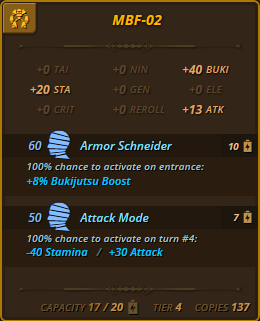 MBF-02
+0 TAI +0 NIN +40 BUKI
+20 STA +0 GEN +0 ELE
+0 CRIT +0 REROLL +13 ATK
60 Armor Schneider 10
100% chance to activate on entrance:
+8% Bukijutsu Boost
50 Attack Mode 7
100% chance to activate on turn #4:
-40 Stamina / +30 Attack
CAPACITY 17 / 20 TIER 4 COPIES 137